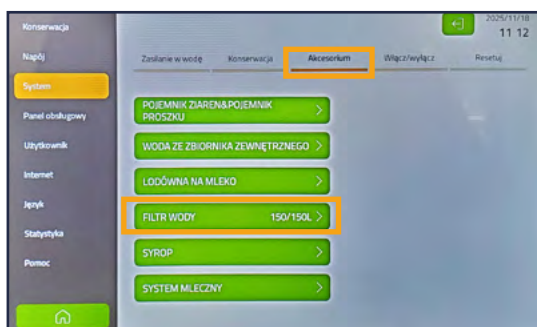 Konserwacja
Napój
System
Panel obsługowy
Użytkownik
Internet
Język
Statystyka
Pomoc
2025/11/18
11 12
Zasilanie w wodę Konserwacja Akcesorium Włącz/wyłącz Resetuj
POJEMNIK ZIAREN&POJEMNIK
PROSZKU
WODA ZE ZBIORNIKA ZEWNĘTRZNEGO
LODÓWNA NA MLEKO
FILTR WODY 150/150L
SYROP
SYSTEM MLECZNY